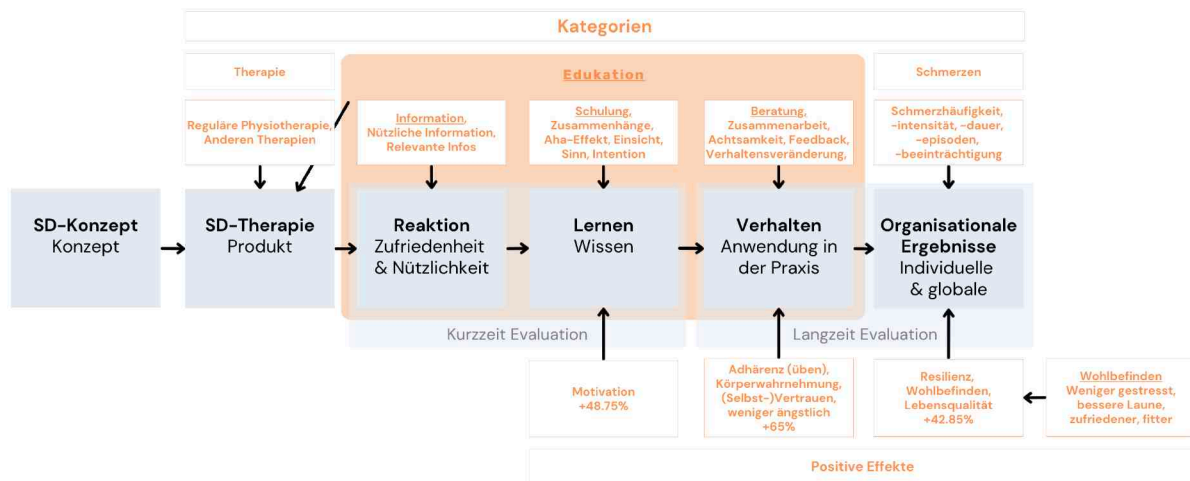 Kategorien
Therapie
Edukation
Schmerzen
Reguläre Physiotherapie,
Anderen Therapien
Information,
Nützliche Information,
Relevante Infos
Schulung,
Zusammenhänge,
Aha-Effekt, Einsicht,
Sinn, Intention
Beratung,
Zusammenarbeit,
Achtsamkeit, Feedback,
Verhaltensveränderung,
Schmerzhäufigkeit,
-intensität, -dauer,
-episoden,
-beeinträchtigung
SD-Konzept
Konzept
SD-Therapie
Produkt
Reaktion
Zufriedenheit
& Nützlichkeit
Lernen
Wissen
Verhalten
Anwendung in
der Praxis
Organisationale
Ergebnisse
Individuelle
& globale
Kurzzeit Evaluation
Langzeit Evaluation
Motivation
+48.75%
Adhärenz (üben),
Körperwahrnehmung,
(Selbst-)Vertrauen,
weniger ängstlich
+65%
Resilienz,
Wohlbefinden,
Lebensqualität
+42.85%
Wohlbefinden
Weniger gestresst,
bessere Laune,
zufriedener, fitter
Positive Effekte